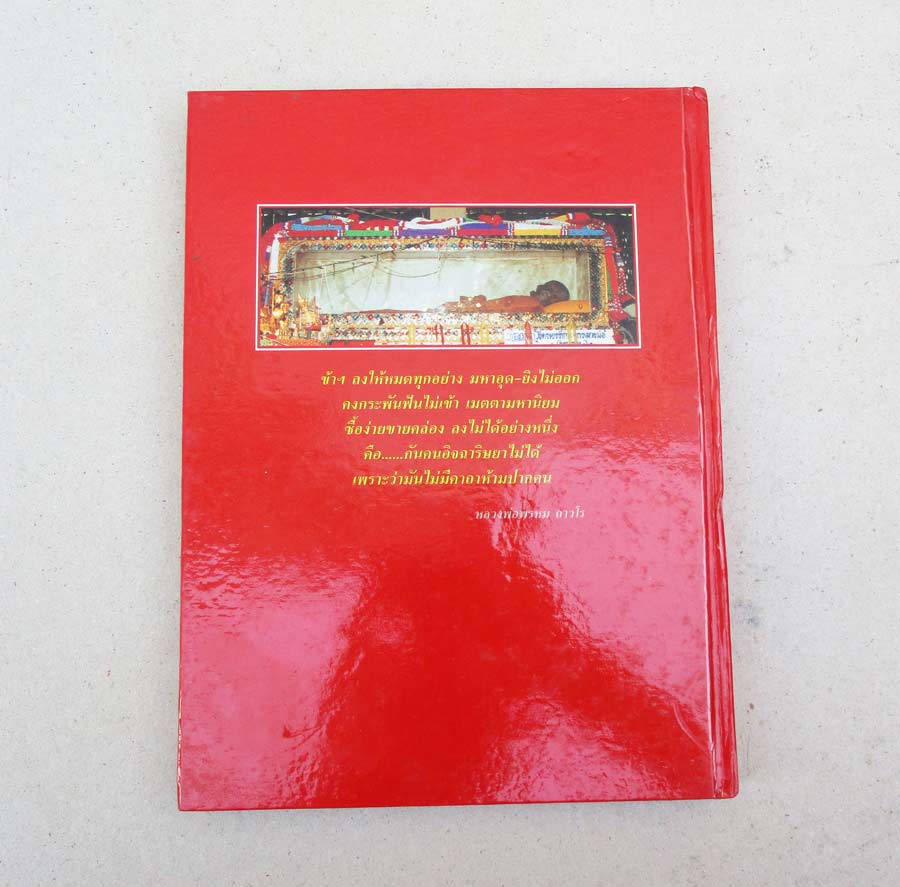 ข้าฯ ลงให้หมดทุกอย่าง มหาอุด-ยิงไม่ออก
คงกระพันฟันไม่เข้า เมตตามหานิยม
ซื้อง่ายขายคล่อง ลงไม่ได้อย่างหนึ่ง
คือ......กันคนอิจฉาริษยาไม่ได้
เพราะว่ามันไม่มีคาถาห้ามปากคน
หลวงพ่อพรหม ถาวโร